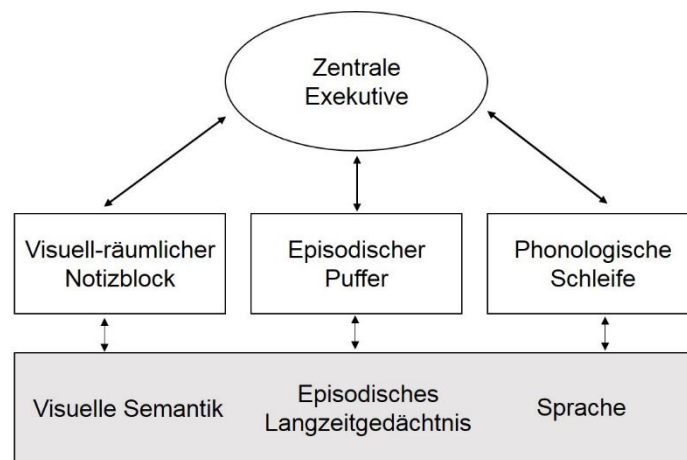 Zentrale
Exekutive
Visuell-räumlicher
Notizblock
Episodischer
Puffer
Phonologische
Schleife
Visuelle Semantik
Episodisches
Langzeitgedächtnis
Sprache